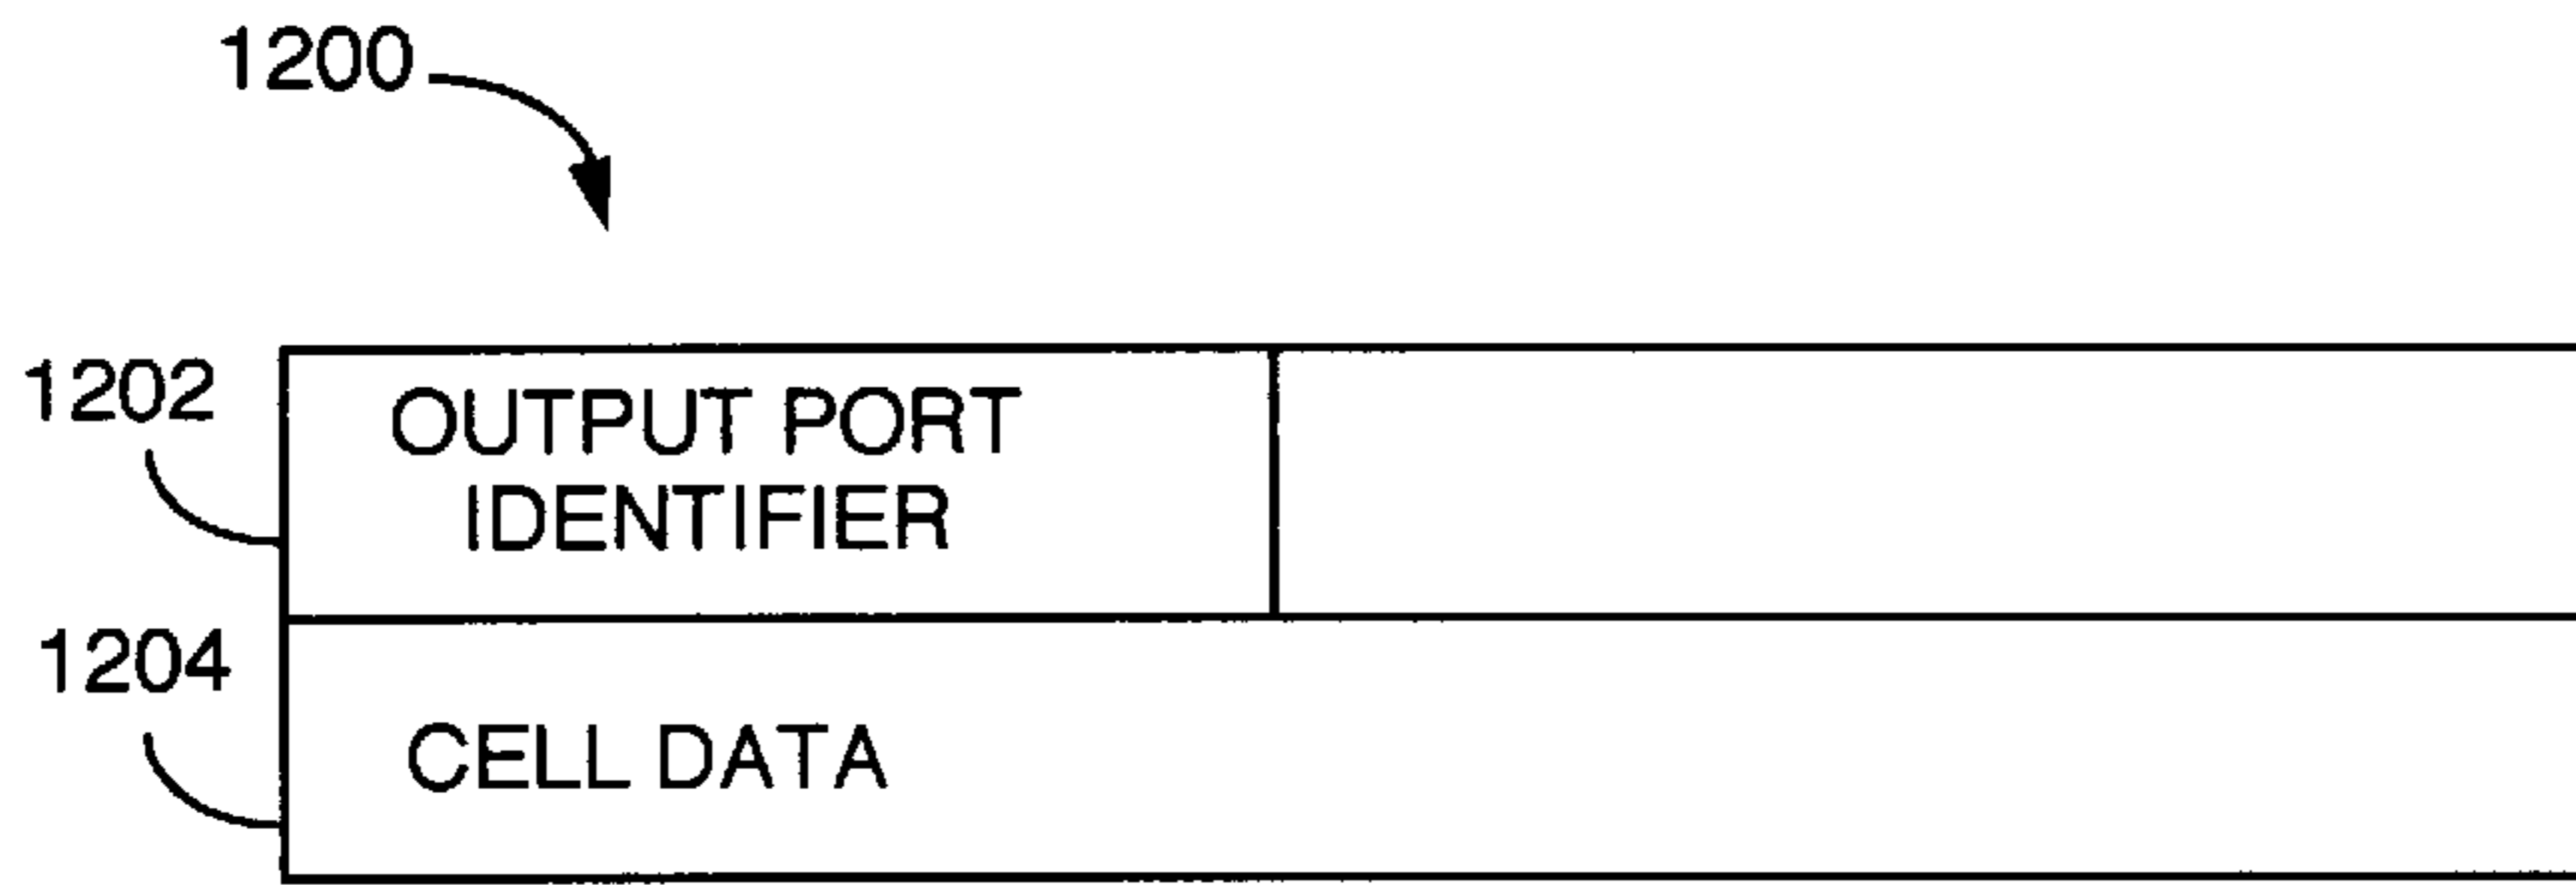 1200
1202
OUTPUT PORT
IDENTIFIER
1204
CELL DATA